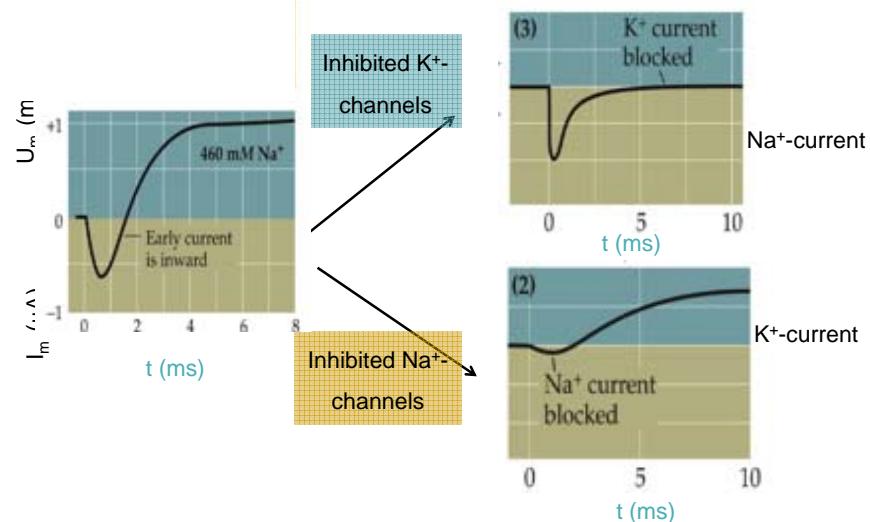 Inhibited K⁺-
channels
(3)
K⁺ current
blocked
Na⁺-current
0
5
10
t (ms)
Uₘ (m
+1
0
−1
460 mM Na⁺
Early current
is inward
0
2
4
6
8
t (ms)
Iₘ
Inhibited Na⁺-
channels
(2)
K⁺-current
Na⁺ current
blocked
0
5
10
t (ms)